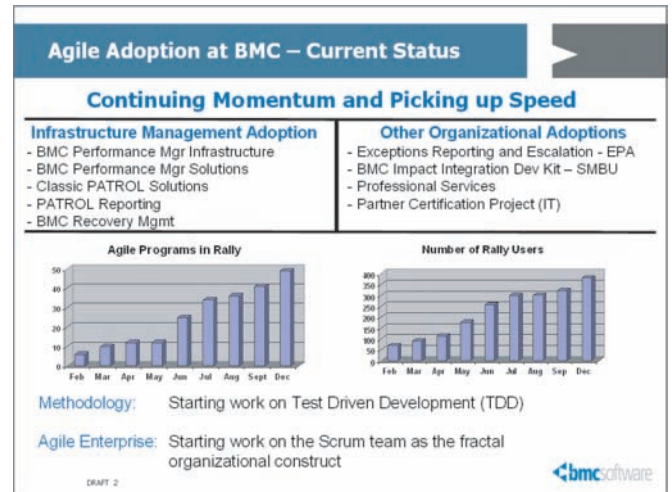 Agile Adoption at BMC – Current Status
Continuing Momentum and Picking up Speed
Infrastructure Management Adoption
- BMC Performance Mgr Infrastructure
- BMC Performance Mgr Solutions
- Classic PATROL Solutions
- PATROL Reporting
- BMC Recovery Mgmt
Other Organizational Adoptions
- Exceptions Reporting and Escalation - EPA
- BMC Impact Integration Dev Kit – SMBU
- Professional Services
- Partner Certification Project (IT)
Agile Programs in Rally
50
40
30
20
10
0
Feb Mar Apr May Jun Jul Aug Sept Dec
Number of Rally Users
400
350
300
250
200
150
100
50
0
Feb Mar Apr May Jun Jul Aug Sep Dec
Methodology: Starting work on Test Driven Development (TDD)
Agile Enterprise: Starting work on the Scrum team as the fractal
organizational construct
DRAFT 2
bmcsoftware